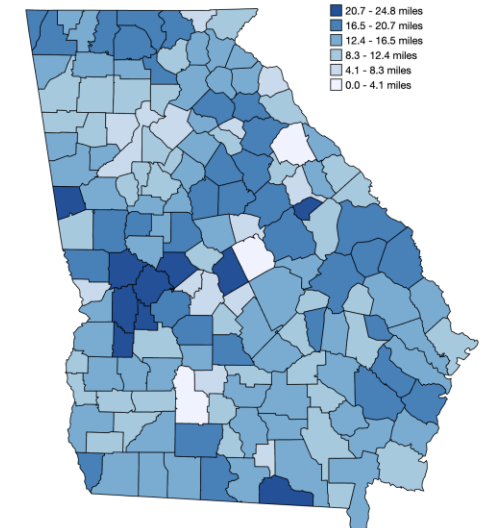 20.7 - 24.8 miles
16.5 - 20.7 miles
12.4 - 16.5 miles
8.3 - 12.4 miles
4.1 - 8.3 miles
0.0 - 4.1 miles